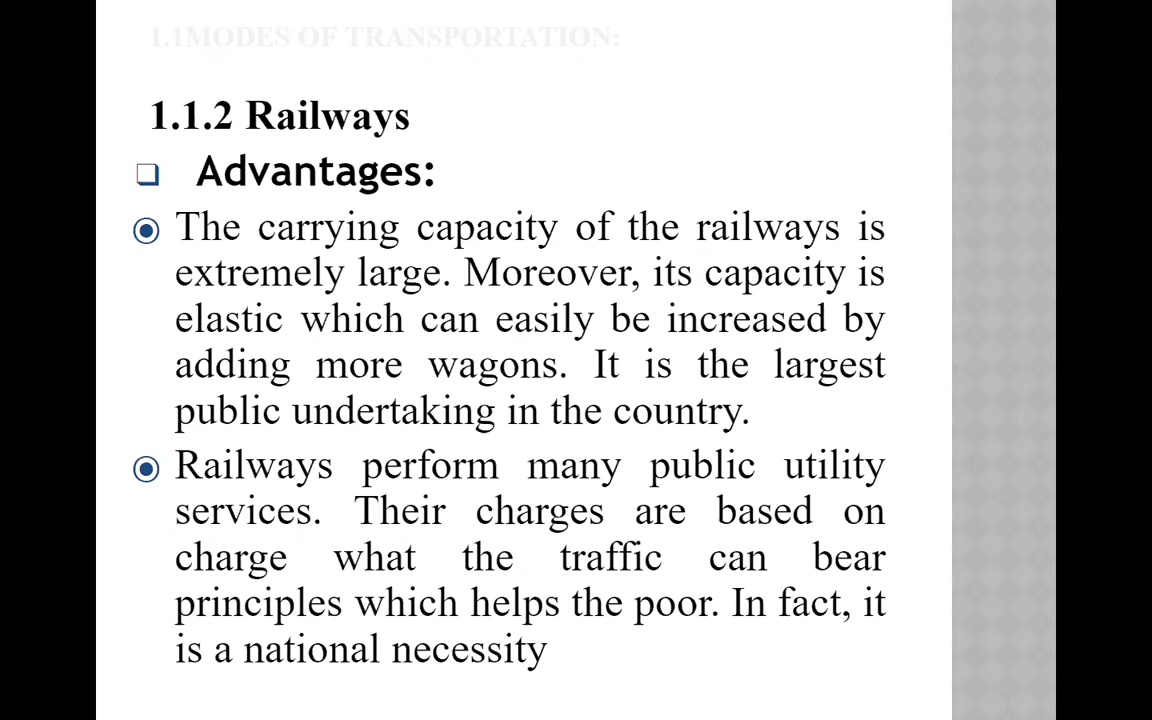 1.1MODES OF TRANSPORTATION:
1.1.2 Railways
Advantages:
The carrying capacity of the railways is
extremely large. Moreover, its capacity is
elastic which can easily be increased by
adding more wagons. It is the largest
public undertaking in the country.
Railways perform many public utility
services. Their charges are based on
charge what the traffic can bear
principles which helps the poor. In fact, it
is a national necessity